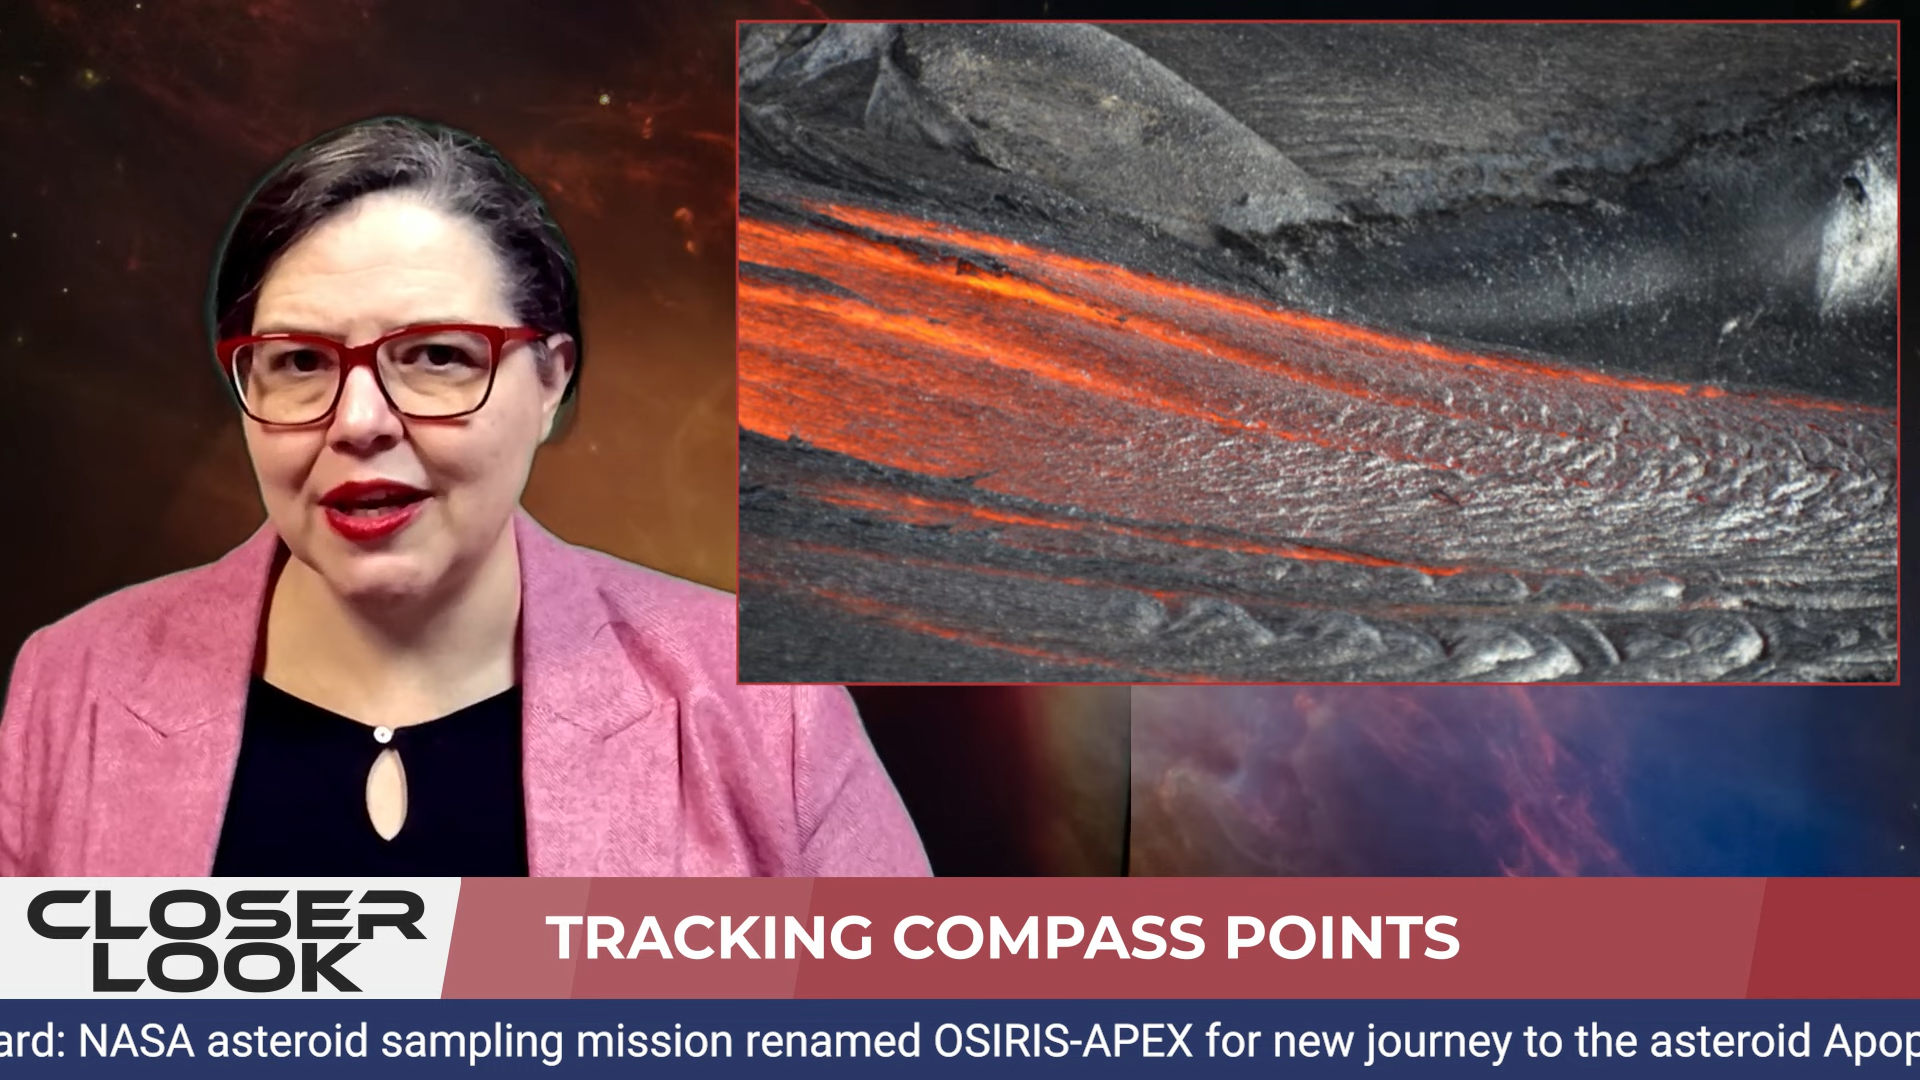 CLOSER
LOOK
TRACKING COMPASS POINTS
ard: NASA asteroid sampling mission renamed OSIRIS-APEX for new journey to the asteroid Apop